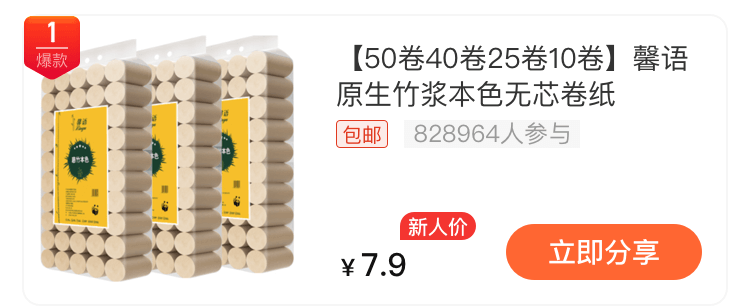 1
爆款
【50卷40卷25卷10卷】馨语
原生竹浆本色无芯卷纸
包邮
828964人参与
新人价
¥7.9
立即分享
馨语